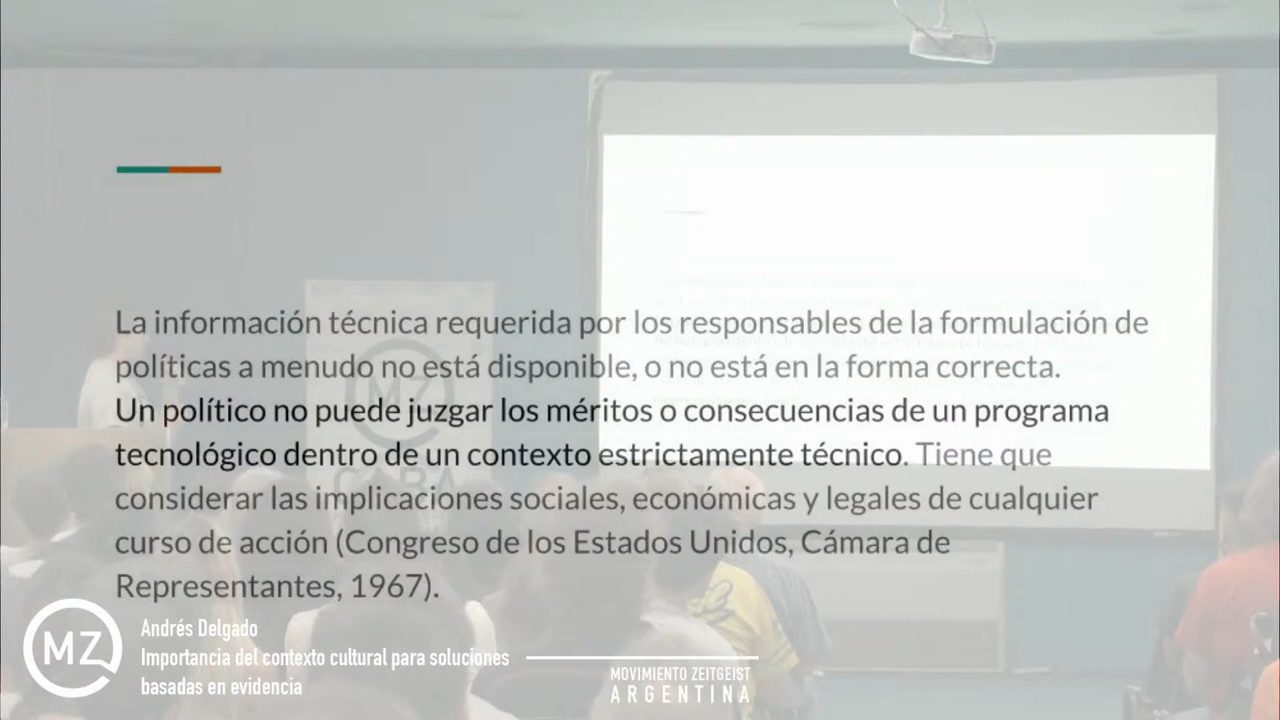 La información técnica requerida por los responsables de la formulación de
políticas a menudo no está disponible, o no está en la forma correcta.
Un político no puede juzgar los méritos o consecuencias de un programa
tecnológico dentro de un contexto estrictamente técnico. Tiene que
considerar las implicaciones sociales, económicas y legales de cualquier
curso de acción (Congreso de los Estados Unidos, Cámara de
Representantes, 1967).
MZ
CABA
MZ
Andrés Delgado
Importancia del contexto cultural para soluciones
basadas en evidencia
MOVIMIENTO ZEITGEIST
ARGENTINA